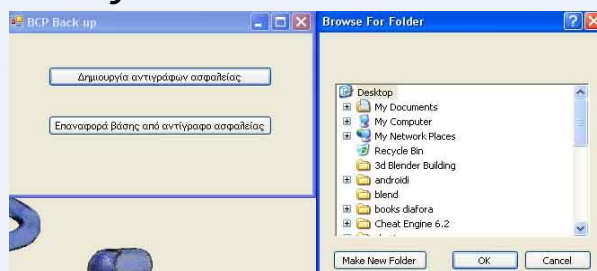 BCP Back up
Δημιουργία αντιγράφων ασφαλείας
Επαναφορά βάσης από αντίγραφο ασφαλείας
Browse For Folder
Desktop
My Documents
My Computer
My Network Places
Recycle Bin
3d Blender Building
androidi
blend
books diafora
Cheat Engine 6.2
Make New Folder
OK
Cancel